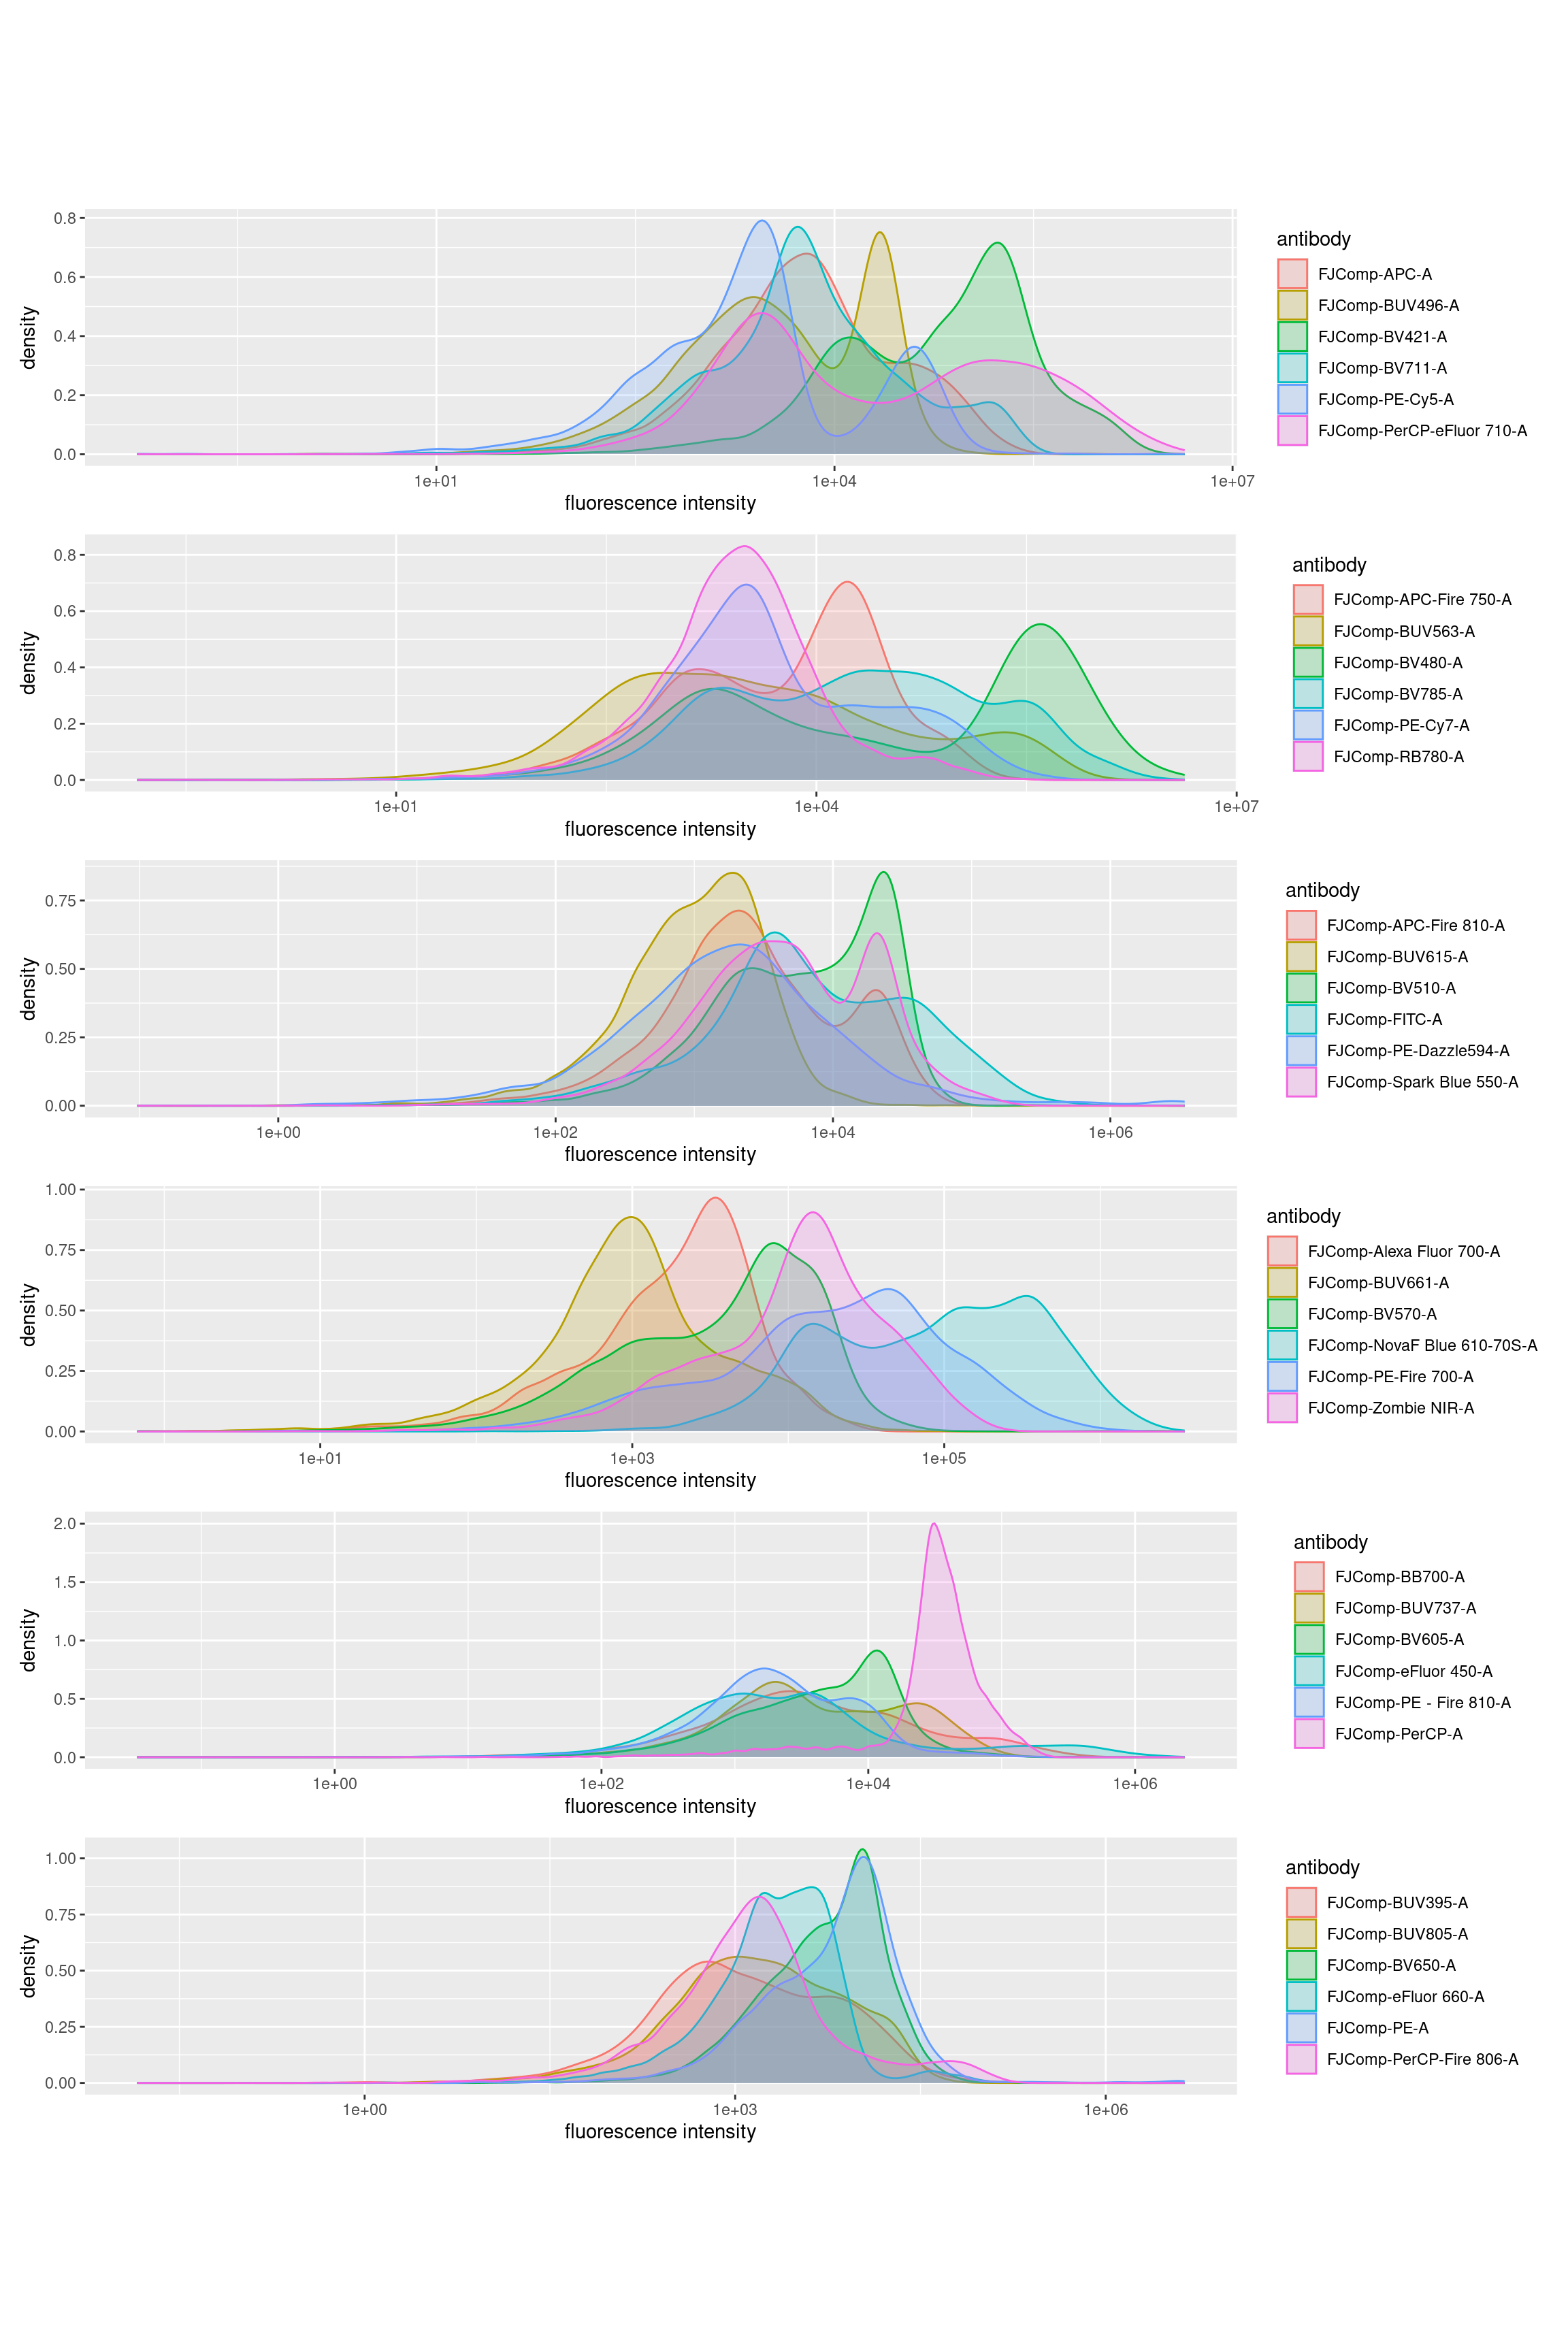 density
0.8
0.6
0.4
0.2
0.0
1e+01
1e+04
1e+07
fluorescence intensity
antibody
FJComp-APC-A
FJComp-BUV496-A
FJComp-BV421-A
FJComp-BV711-A
FJComp-PE-Cy5-A
FJComp-PerCP-eFluor 710-A
density
0.8
0.6
0.4
0.2
0.0
1e+01
1e+04
1e+07
fluorescence intensity
antibody
FJComp-APC-Fire 750-A
FJComp-BUV563-A
FJComp-BV480-A
FJComp-BV785-A
FJComp-PE-Cy7-A
FJComp-RB780-A
density
0.75
0.50
0.25
0.00
1e+00
1e+02
1e+04
1e+06
fluorescence intensity
antibody
FJComp-APC-Fire 810-A
FJComp-BUV615-A
FJComp-BV510-A
FJComp-FITC-A
FJComp-PE-Dazzle594-A
FJComp-Spark Blue 550-A
density
1.00
0.75
0.50
0.25
0.00
1e+01
1e+03
1e+05
fluorescence intensity
antibody
FJComp-Alexa Fluor 700-A
FJComp-BUV661-A
FJComp-BV570-A
FJComp-NovaF Blue 610-70S-A
FJComp-PE-Fire 700-A
FJComp-Zombie NIR-A
density
2.0
1.5
1.0
0.5
0.0
1e+00
1e+02
1e+04
1e+06
fluorescence intensity
antibody
FJComp-BB700-A
FJComp-BUV737-A
FJComp-BV605-A
FJComp-eFluor 450-A
FJComp-PE - Fire 810-A
FJComp-PerCP-A
density
1.00
0.75
0.50
0.25
0.00
1e+00
1e+03
1e+06
fluorescence intensity
antibody
FJComp-BUV395-A
FJComp-BUV805-A
FJComp-BV650-A
FJComp-eFluor 660-A
FJComp-PE-A
FJComp-PerCP-Fire 806-A